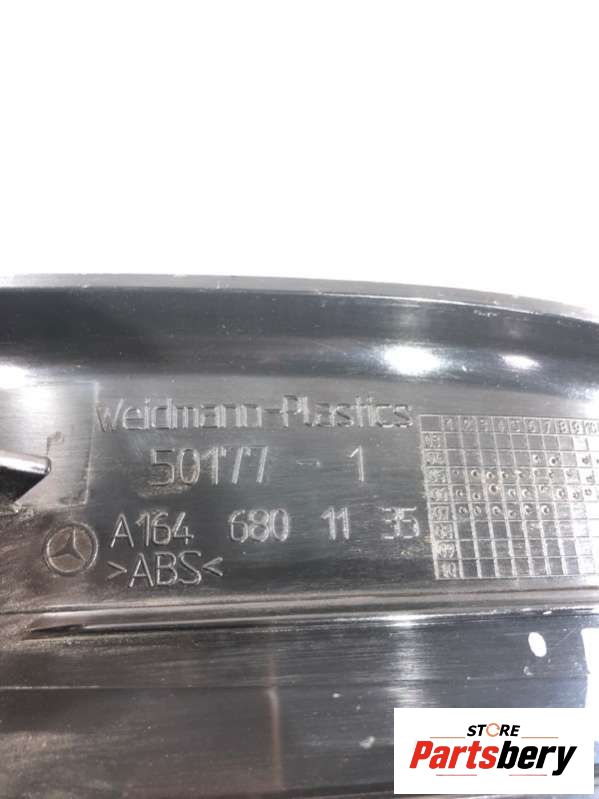 Weidmann-Plastics
50177-1
A164 680 11 35
>ABS<
STORE
Partsbery